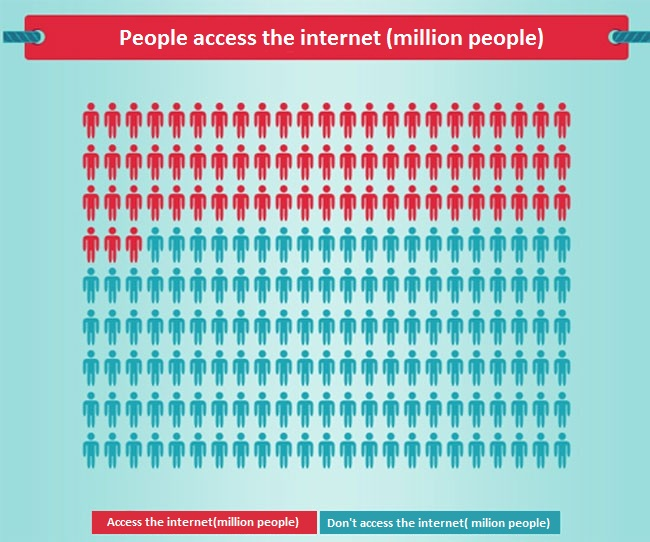 People access the internet (million people)
Access the internet(million people)
Don't access the internet( milion people)